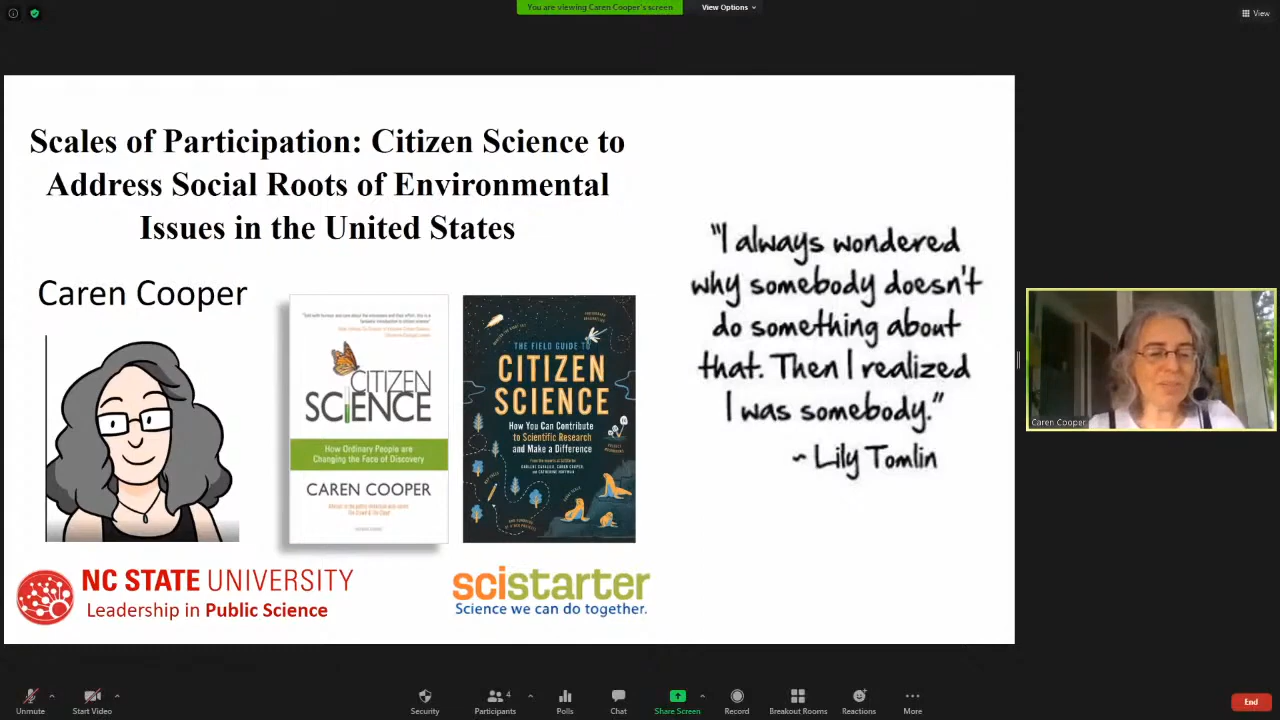 You are viewing Caren Cooper's screen
View Options
View
Scales of Participation: Citizen Science to
Address Social Roots of Environmental
Issues in the United States
Caren Cooper
CITIZEN
SCIENCE
How Ordinary People are
Changing the Face of Discovery
CAREN COOPER
THE FIELD GUIDE TO
CITIZEN
SCIENCE
How You Can Contribute
to Scientific Research
and Make a Difference
"I always wondered
why somebody doesn't
do something about
that. Then I realized
I was somebody."
~ Lily Tomlin
NC STATE UNIVERSITY
Leadership in Public Science
scistarter
Science we can do together.
Caren Cooper
Unmute
Start Video
Security
Participants
4
Polls
Chat
Share Screen
Record
Breakout Rooms
Reactions
More
End